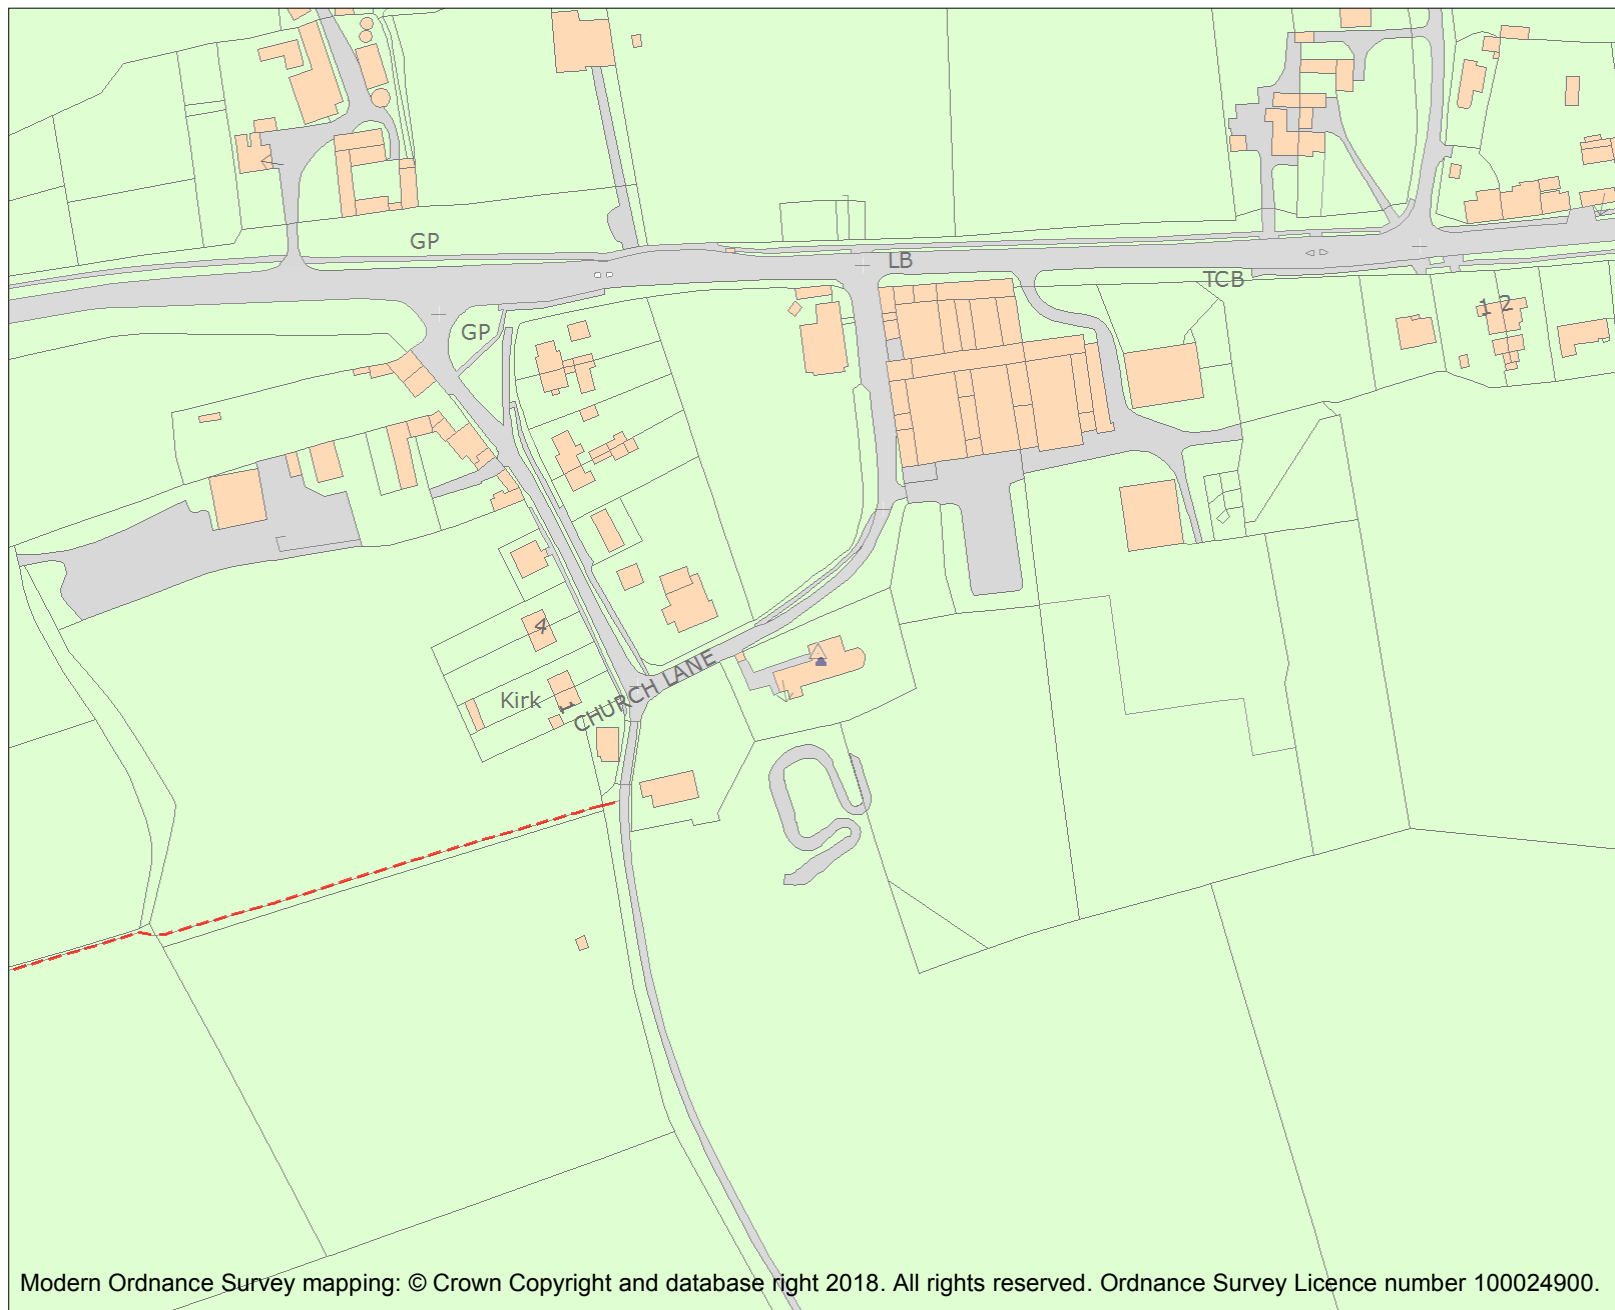 GP
LB
TCB
1 2
GP
4
CHURCH LANE
Kirk
1
Modern Ordnance Survey mapping: © Crown Copyright and database right 2018. All rights reserved. Ordnance Survey Licence number 100024900.